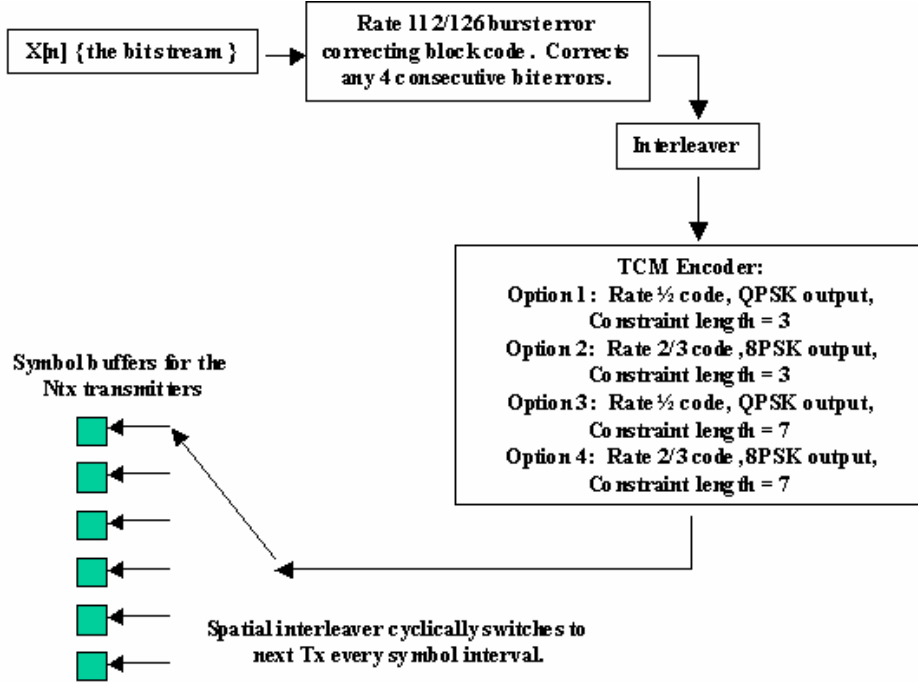 X[n] {the bitstream}
Rate 112/126 burst error
correcting block code. Corrects
any 4 consecutive bit errors.
Interleaver
TCM Encoder:
Option 1: Rate ½ code, QPSK output,
Constraint length = 3
Option 2: Rate 2/3 code ,8PSK output,
Constraint length = 3
Option 3: Rate ½ code, QPSK output,
Constraint length = 7
Option 4: Rate 2/3 code ,8PSK output,
Constraint length = 7
Symbol buffers for the
Ntx transmitters
Spatial interleaver cyclically switches to
next Tx every symbol interval.